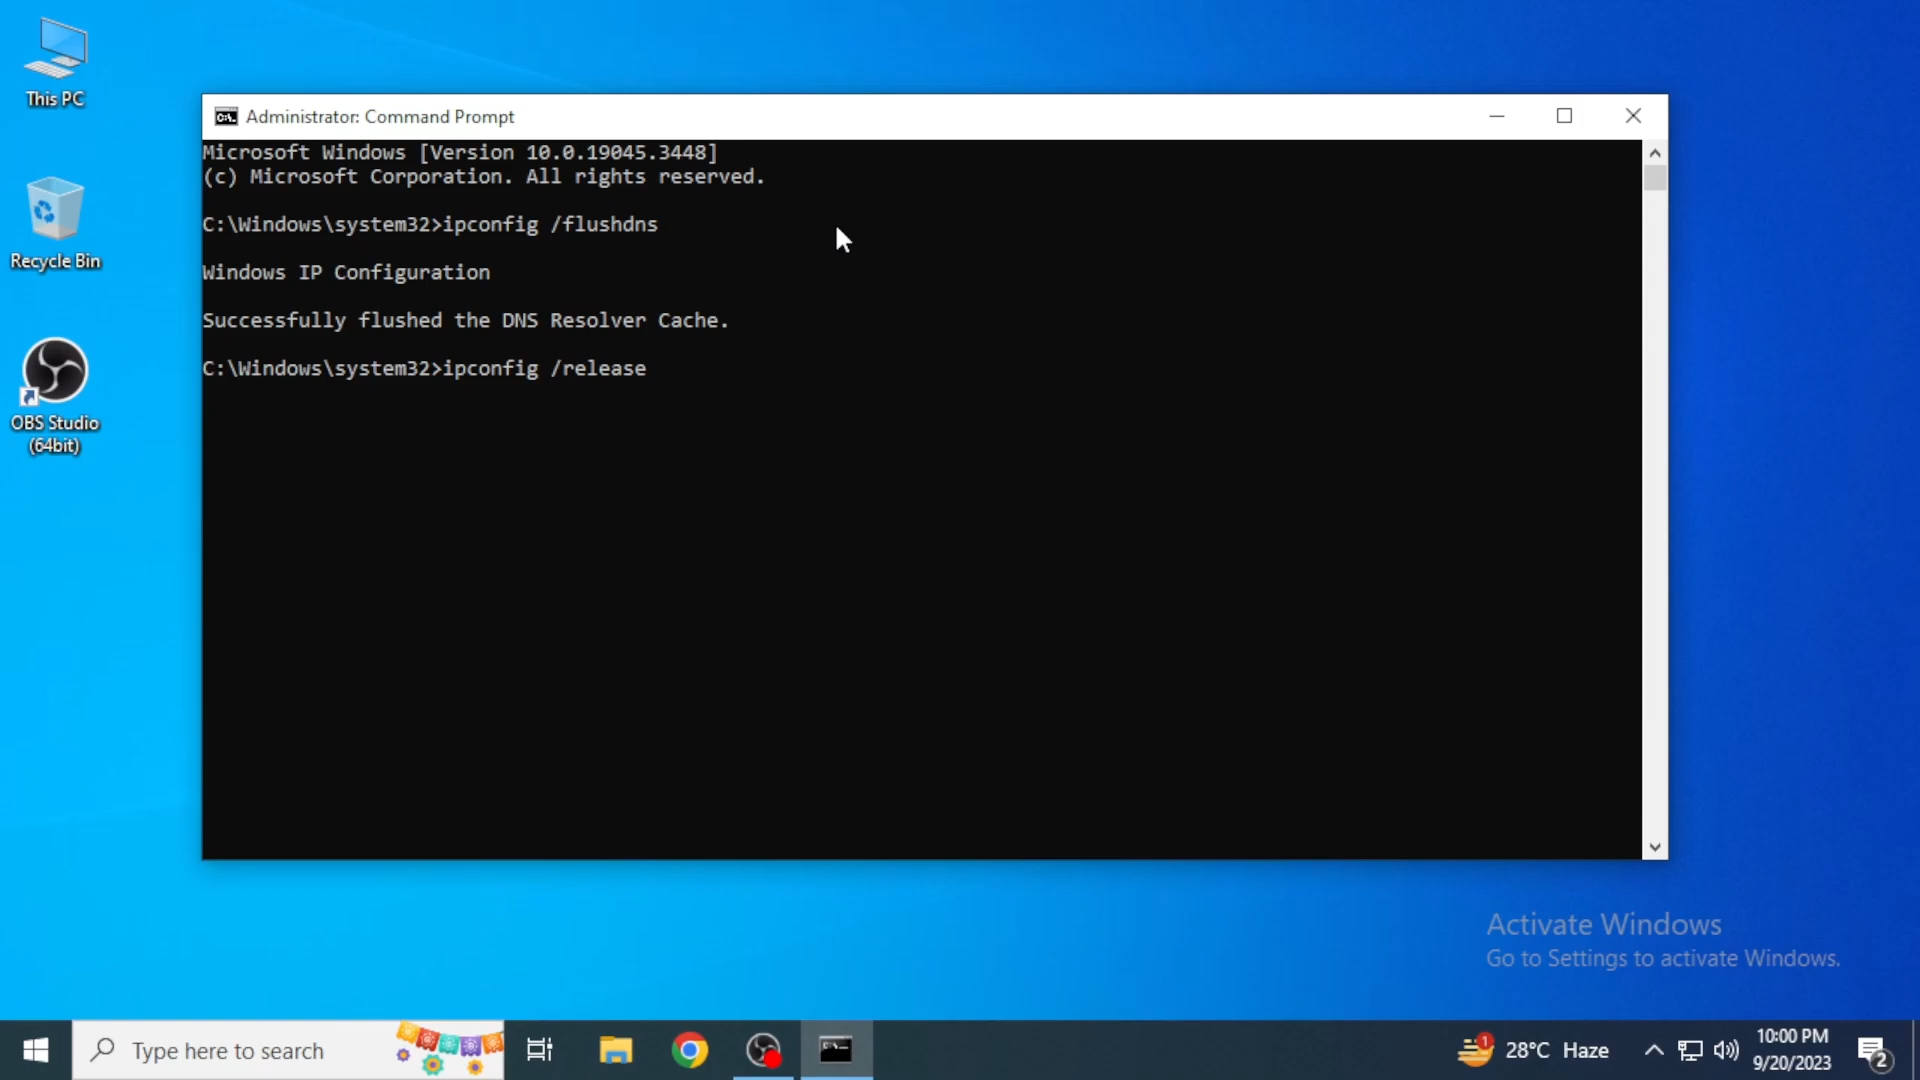 This PC
Recycle Bin
OBS Studio
(64bit)
Administrator: Command Prompt
Microsoft Windows [Version 10.0.19045.3448]
(c) Microsoft Corporation. All rights reserved.
C:\Windows\system32>ipconfig /flushdns
Windows IP Configuration
Successfully flushed the DNS Resolver Cache.
C:\Windows\system32>ipconfig /release
Activate Windows
Go to Settings to activate Windows.
Type here to search
1
28°C Haze
10:00 PM
9/20/2023
2